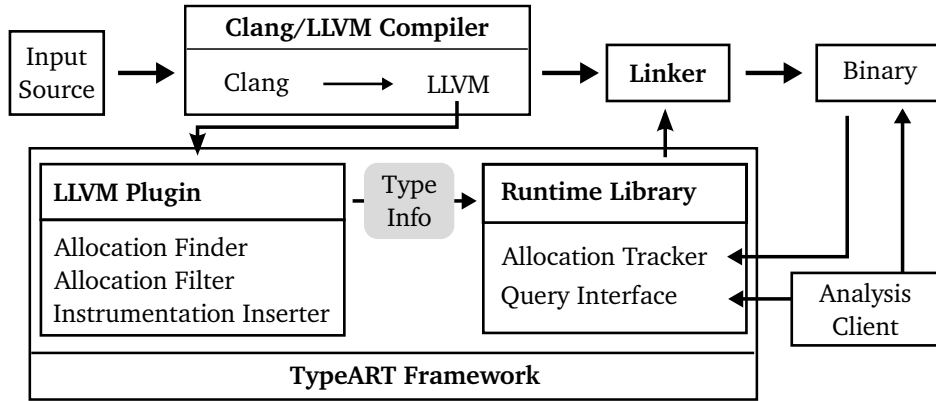 Input
Source
Clang/LLVM Compiler
Clang
LLVM
Linker
Binary
LLVM Plugin
Allocation Finder
Allocation Filter
Instrumentation Inserter
Type
Info
Runtime Library
Allocation Tracker
Query Interface
Analysis
Client
TypeART Framework